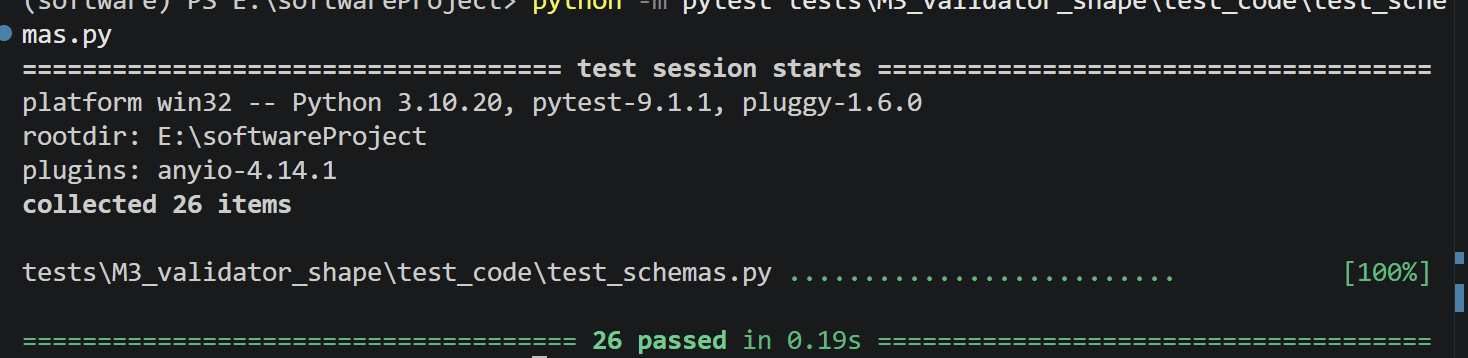 (software) PS E:\softwareProject> python -m pytest tests\M3_validator_shape\test_code\test_sche
mas.py
==================================== test session starts =====================================
platform win32 -- Python 3.10.20, pytest-9.1.1, pluggy-1.6.0
rootdir: E:\softwareProject
plugins: anyio-4.14.1
collected 26 items
tests\M3_validator_shape\test_code\test_schemas.py .......................... [100%]
===================================== 26 passed in 0.19s =====================================